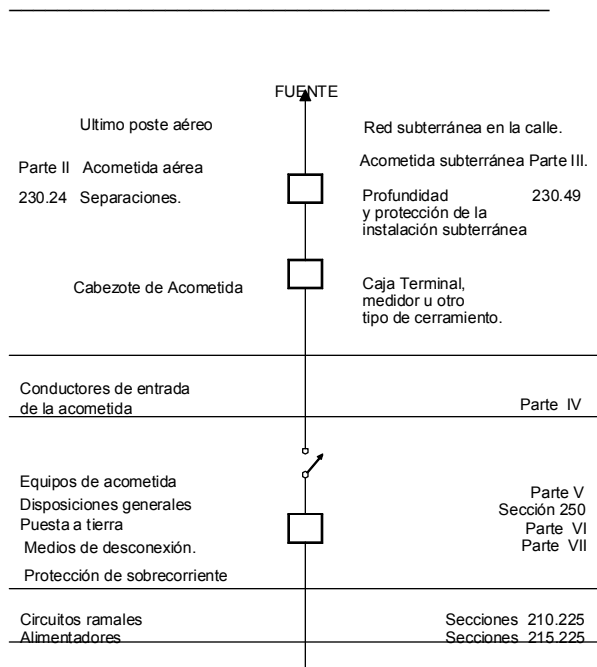 FUENTE
Ultimo poste aéreo
Red subterránea en la calle.
Parte II Acometida aérea
Acometida subterránea Parte III.
230.24 Separaciones.
Profundidad 230.49
y protección de la
instalación subterránea
Cabezote de Acometida
Caja Terminal,
medidor u otro
tipo de cerramiento.
Conductores de entrada
de la acometida
Parte IV
Equipos de acometida
Parte V
Disposiciones generales
Sección 250
Puesta a tierra
Parte VI
Medios de desconexión.
Parte VII
Protección de sobrecorriente
Circuitos ramales
Secciones 210.225
Alimentadores
Secciones 215.225